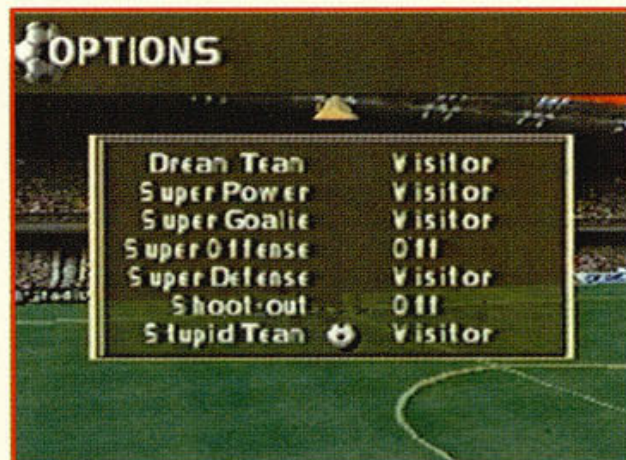 OPTIONS
Dream Team Visitor
Super Power Visitor
Super Goalie Visitor
Super Offense Off
Super Defense Visitor
Shoot-out Off
Stupid Team Visitor